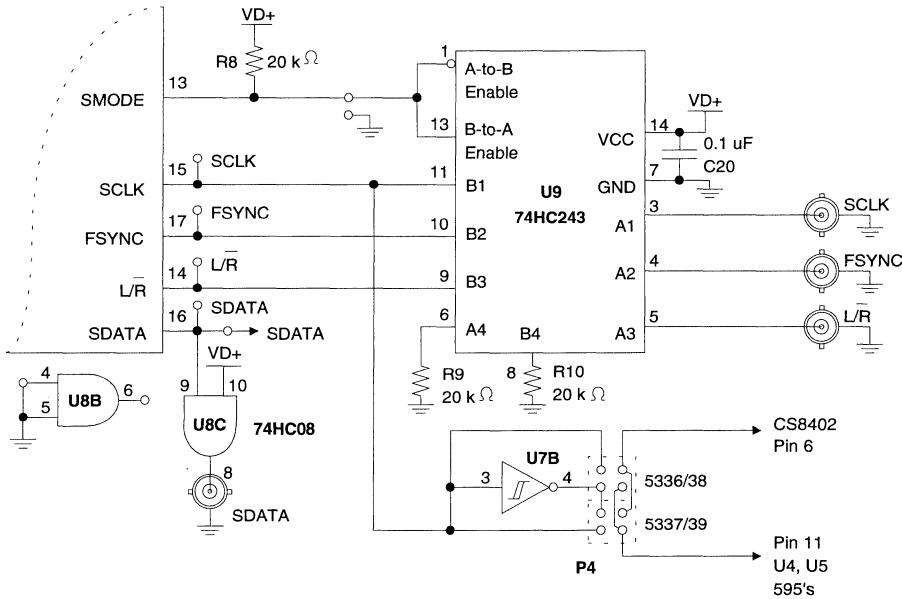 VD+
R8 20 kΩ
13
SMODE
1
A-to-B
Enable
13
B-to-A
Enable
VD+
VCC 14
0.1 uF
C20
GND 7
15
SCLK
SCLK
11
B1
U9
74HC243
3
A1
SCLK
17
FSYNC
FSYNC
10
B2
4
A2
FSYNC
14
L/R̅
L/R̅
9
B3
5
A3
L/R̅
16
SDATA
SDATA
SDATA
6
A4
B4
8
R9
20 kΩ
R10
20 kΩ
VD+
4
5
6
U8B
9
10
U8C
74HC08
8
SDATA
U7B
3
4
5336/38
5337/39
P4
CS8402
Pin 6
Pin 11
U4, U5
595's